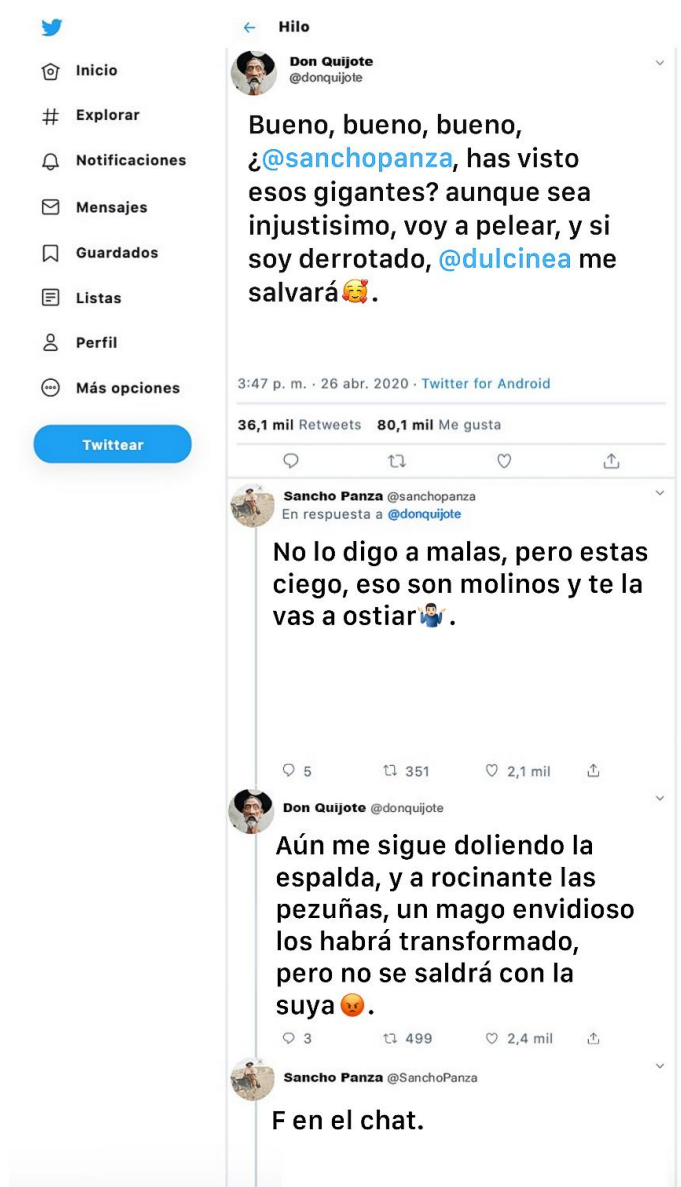 Hilo
Inicio
Explorar
Notificaciones
Mensajes
Guardados
Listas
Perfil
Más opciones
Twittear
Don Quijote
@donquijote
Bueno, bueno, bueno,
¿@sanchopanza, has visto
esos gigantes? aunque sea
injustisimo, voy a pelear, y si
soy derrotado, @dulcinea me
salvará🥰.
3:47 p. m. · 26 abr. 2020 · Twitter for Android
36,1 mil Retweets 80,1 mil Me gusta
Sancho Panza @sanchopanza
En respuesta a @donquijote
No lo digo a malas, pero estas
ciego, eso son molinos y te la
vas a ostiar🤷🏻‍♂️.
5 351 2,1 mil
Don Quijote @donquijote
Aún me sigue doliendo la
espalda, y a rocinante las
pezuñas, un mago envidioso
los habrá transformado,
pero no se saldrá con la
suya😡.
3 499 2,4 mil
Sancho Panza @SanchoPanza
F en el chat.